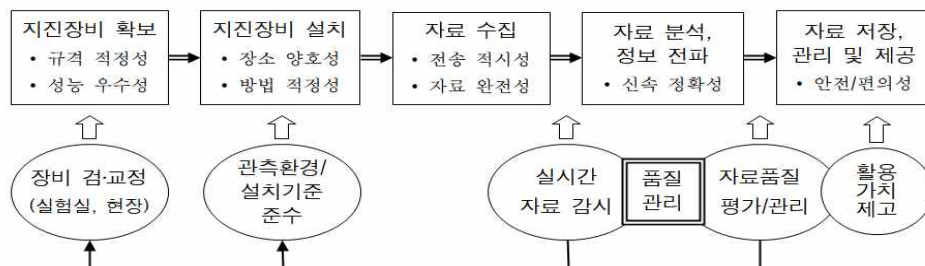 지진장비 확보
• 규격 적정성
• 성능 우수성
지진장비 설치
• 장소 양호성
• 방법 적정성
자료 수집
• 전송 적시성
• 자료 완전성
자료 분석,
정보 전파
• 신속 정확성
자료 저장,
관리 및 제공
• 안전/편의성
장비 검·교정
(실험실, 현장)
관측환경/
설치기준
준수
실시간
자료 감시
품질
관리
자료품질
평가/관리
활용
가치
제고